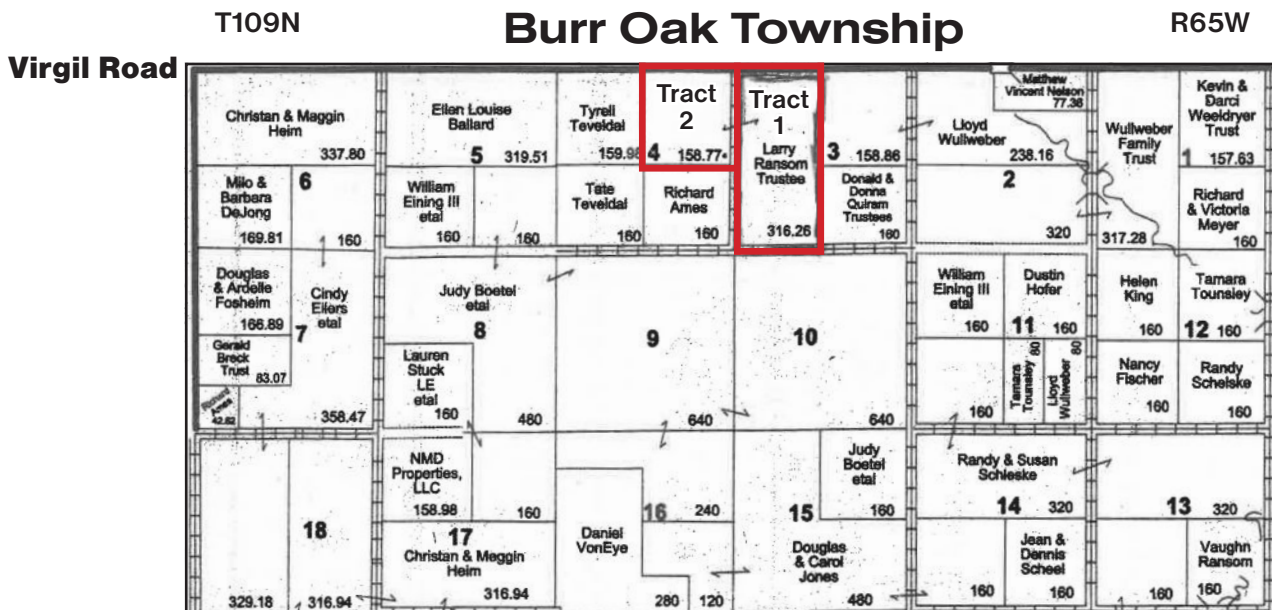 T109N
Burr Oak Township
R65W
Virgil Road
Christan & Maggin
Heim
337.80
Ellen Louise
Ballard
5
319.51
Tyrell
Teveldal
159.98
Tract
2
4
158.77
Tract
1
Larry
Ransom
Trustee
316.26
3
158.86
Lloyd
Wullweber
238.16
Matthew
Vincent Nelson
77.36
Wullweber
Family
Trust
317.28
Kevin &
Darci
Weeldryer
Trust
1
157.63
Milo &
Barbara
DeJong
169.81
6
160
William
Eining III
etal
160
160
Tate
Teveldal
160
Richard
Ames
160
Donald &
Donna
Quiram
Trustees
160
2
320
Richard
& Victoria
Meyer
160
Douglas
& Ardelle
Fosheim
166.89
7
Cindy
Eilers
etal
358.47
Gerald
Breck
Trust
83.07
Richard
Ames
42.82
Judy Boetel
etal
8
480
Lauren
Stuck
LE
etal
160
9
640
10
640
William
Eining III
etal
160
Dustin
Hofer
11
160
Helen
King
160
Tamara
Tounsley
12
160
160
Tamara
Tounsley
80
Lloyd
Wullweber
80
Nancy
Fischer
160
Randy
Schelske
160
18
329.18
316.94
NMD
Properties,
LLC
158.98
160
17
Christan & Meggin
Heim
316.94
Daniel
VonEye
280
16
240
120
Judy
Boetel
etal
160
15
Douglas
& Carol
Jones
480
Randy & Susan
Schleske
14
320
160
Jean &
Dennis
Scheel
160
13
320
160
Vaughn
Ransom
160